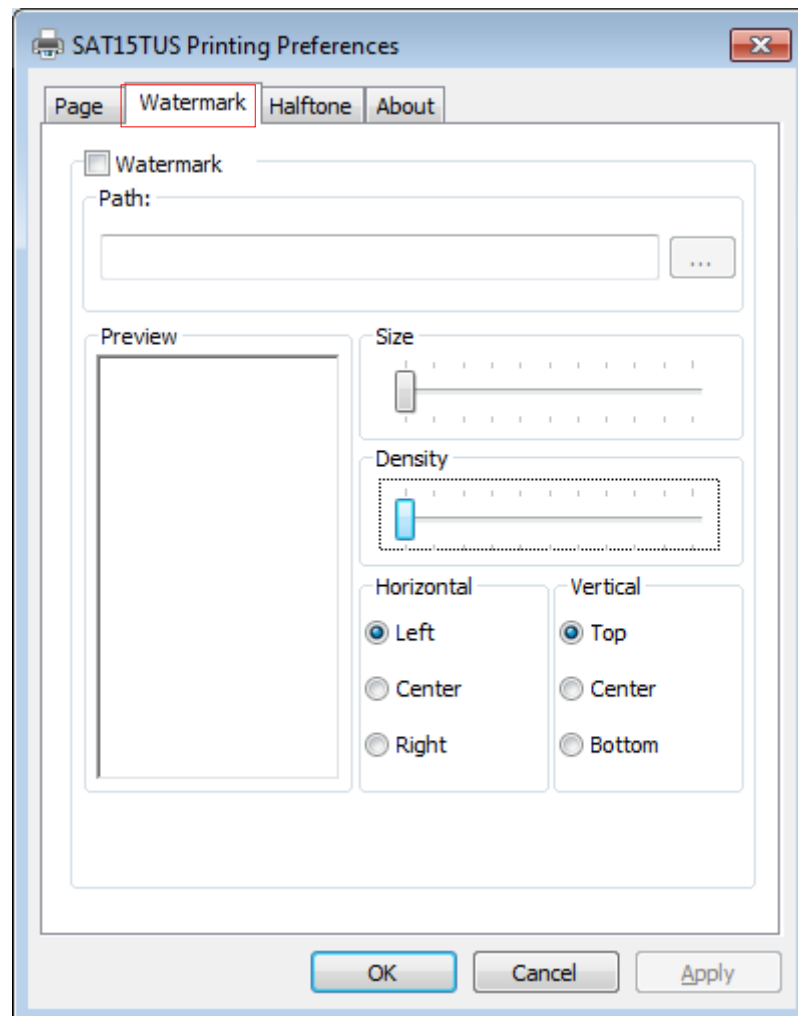 SAT15TUS Printing Preferences
Page Watermark Halftone About
Watermark
Path:
...
Preview
Size
Density
Horizontal Vertical
Left Top
Center Center
Right Bottom
OK Cancel Apply